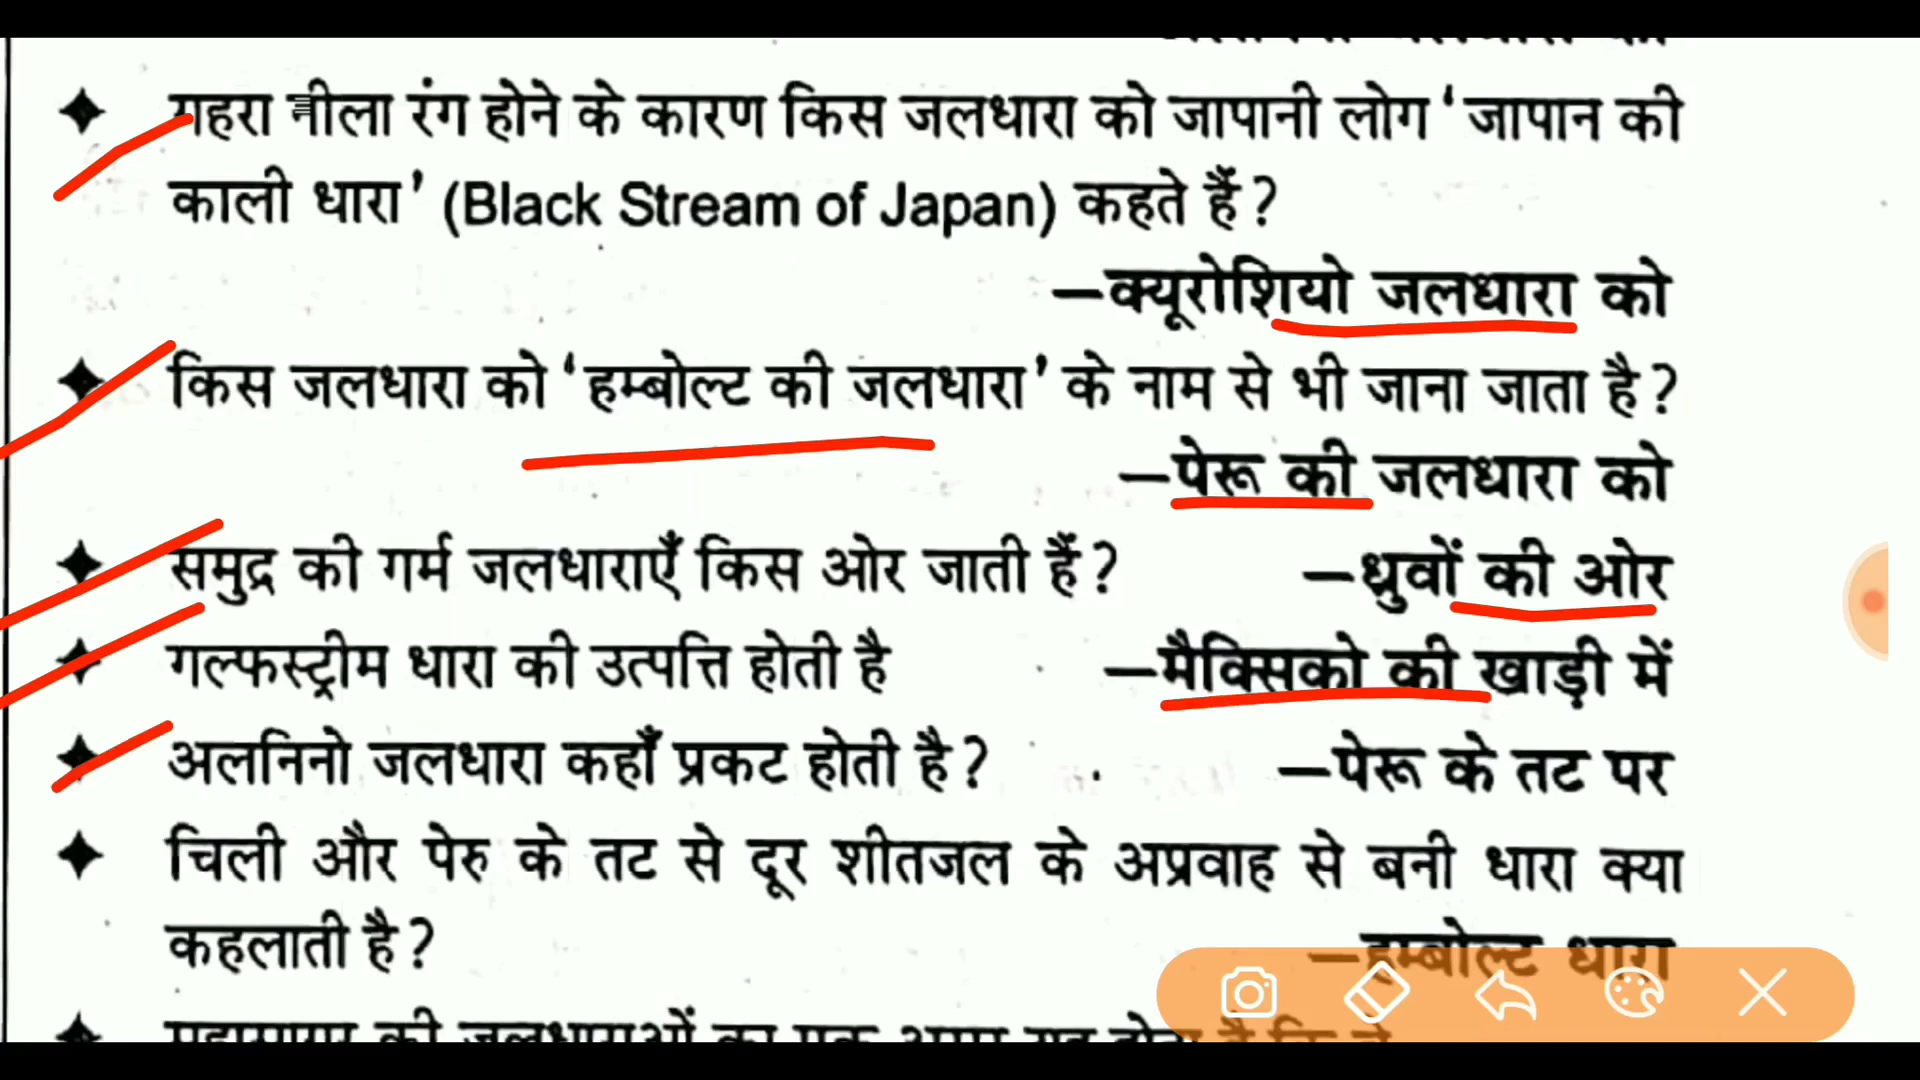 गहरा नीला रंग होने के कारण किस जलधारा को जापानी लोग ‘जापान की
काली धारा’ (Black Stream of Japan) कहते हैं?
—क्यूरोशियो जलधारा को
किस जलधारा को ‘हम्बोल्ट की जलधारा’ के नाम से भी जाना जाता है?
—पेरू की जलधारा को
समुद्र की गर्म जलधाराएँ किस ओर जाती हैं? —ध्रुवों की ओर
गल्फस्ट्रीम धारा की उत्पत्ति होती है —मैक्सिको की खाड़ी में
अलनिनो जलधारा कहाँ प्रकट होती है? —पेरू के तट पर
चिली और पेरु के तट से दूर शीतजल के अप्रवाह से बनी धारा क्या
कहलाती है? —हम्बोल्ट धारा